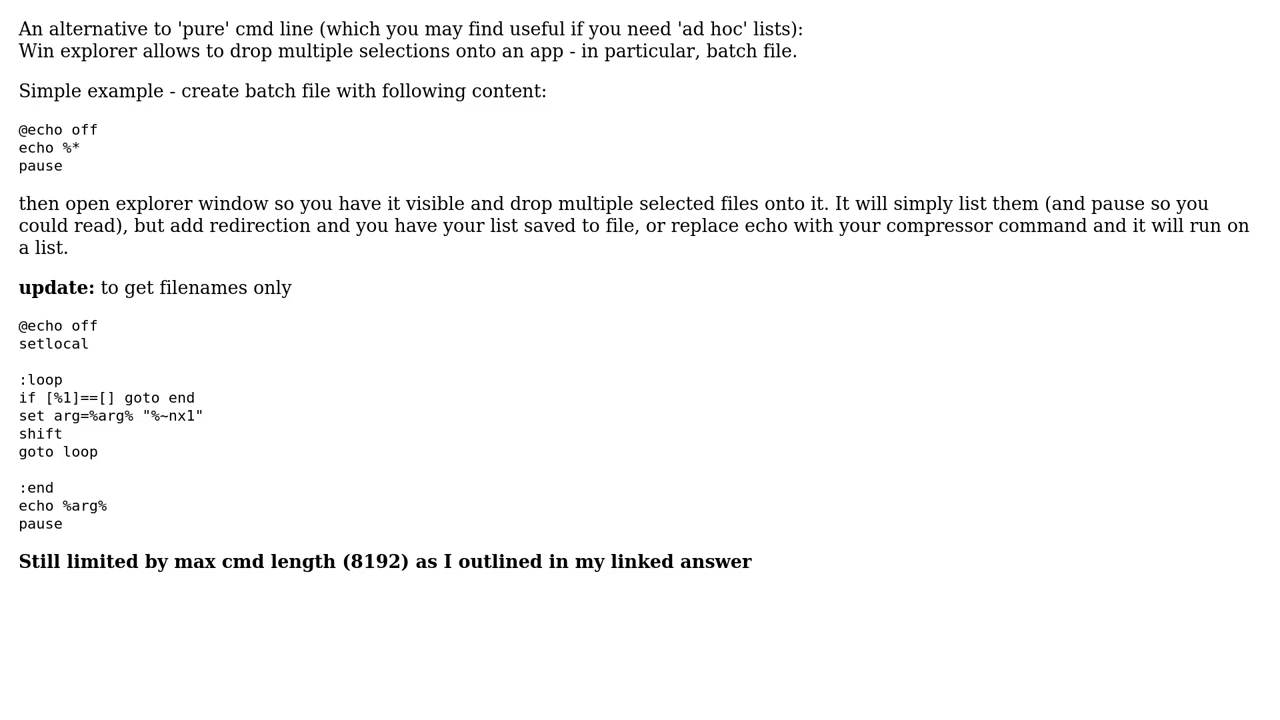 An alternative to 'pure' cmd line (which you may find useful if you need 'ad hoc' lists):
Win explorer allows to drop multiple selections onto an app - in particular, batch file.
Simple example - create batch file with following content:
@echo off
echo %*
pause
then open explorer window so you have it visible and drop multiple selected files onto it. It will simply list them (and pause so you
could read), but add redirection and you have your list saved to file, or replace echo with your compressor command and it will run on
a list.
update: to get filenames only
@echo off
setlocal
:loop
if [%1]==[] goto end
set arg=%arg% "%~nx1"
shift
goto loop
:end
echo %arg%
pause
Still limited by max cmd length (8192) as I outlined in my linked answer